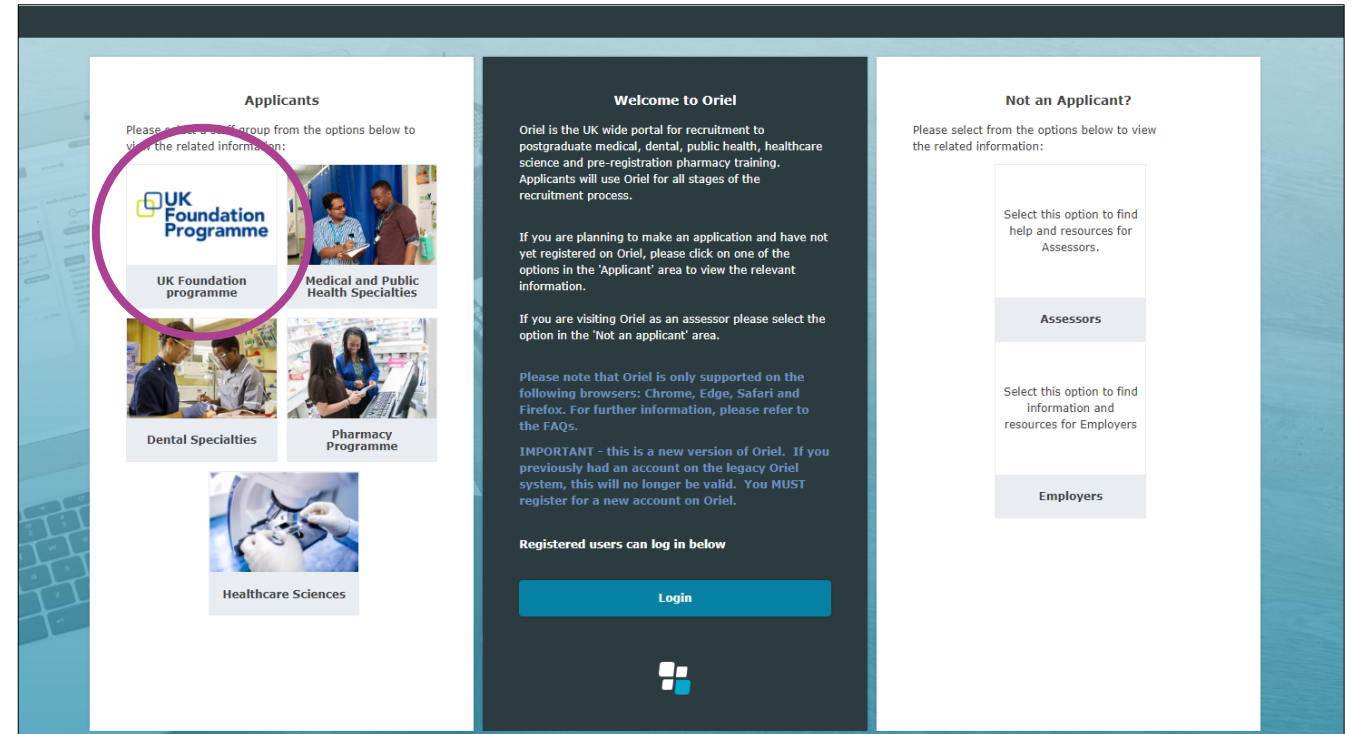 Applicants
Please select a staff group from the options below to
view the related information:
UK
Foundation
Programme
UK Foundation
programme
Medical and Public
Health Specialties
Dental Specialties
Pharmacy
Programme
Healthcare Sciences
Welcome to Oriel
Oriel is the UK wide portal for recruitment to
postgraduate medical, dental, public health, healthcare
science and pre-registration pharmacy training.
Applicants will use Oriel for all stages of the
recruitment process.
If you are planning to make an application and have not
yet registered on Oriel, please click on one of the
options in the 'Applicant' area to view the relevant
information.
If you are visiting Oriel as an assessor please select the
option in the 'Not an applicant' area.
Please note that Oriel is only supported on the
following browsers: Chrome, Edge, Safari and
Firefox. For further information, please refer to
the FAQs.
IMPORTANT - this is a new version of Oriel. If you
previously had an account on the legacy Oriel
system, this will no longer be valid. You MUST
register for a new account on Oriel.
Registered users can log in below
Login
Not an Applicant?
Please select from the options below to view
the related information:
Select this option to find
help and resources for
Assessors.
Assessors
Select this option to find
information and
resources for Employers
Employers